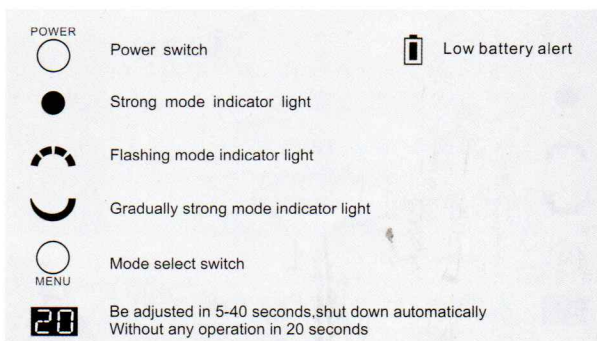 POWER
Power switch
Low battery alert
Strong mode indicator light
Flashing mode indicator light
Gradually strong mode indicator light
Mode select switch
MENU
20
Be adjusted in 5-40 seconds,shut down automatically
Without any operation in 20 seconds